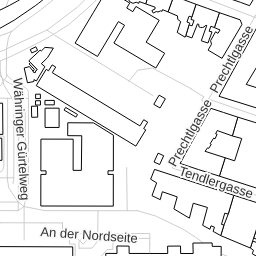 Prechtlgasse
Währinger Gürtelweg
Prechtlgasse
Tendlergasse
An der Nordseite